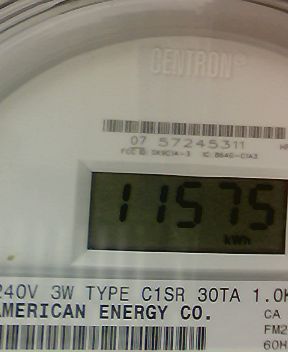 CENTRON®
07 57245311
11575
kWh
240V 3W TYPE C1SR 30TA 1.0
AMERICAN ENERGY CO.
CA
FM2
60H